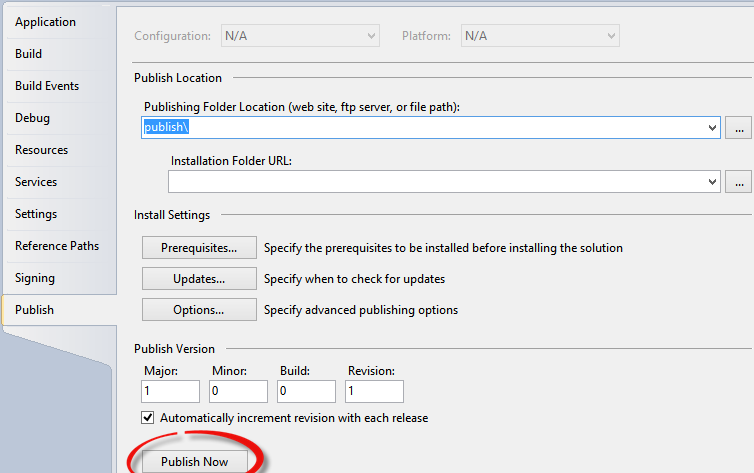 Application
Build
Build Events
Debug
Resources
Services
Settings
Reference Paths
Signing
Publish
Configuration: N/A Platform: N/A
Publish Location
Publishing Folder Location (web site, ftp server, or file path):
publish\ ...
Installation Folder URL:
...
Install Settings
Prerequisites... Specify the prerequisites to be installed before installing the solution
Updates... Specify when to check for updates
Options... Specify advanced publishing options
Publish Version
Major: Minor: Build: Revision:
1 0 0 1
Automatically increment revision with each release
Publish Now